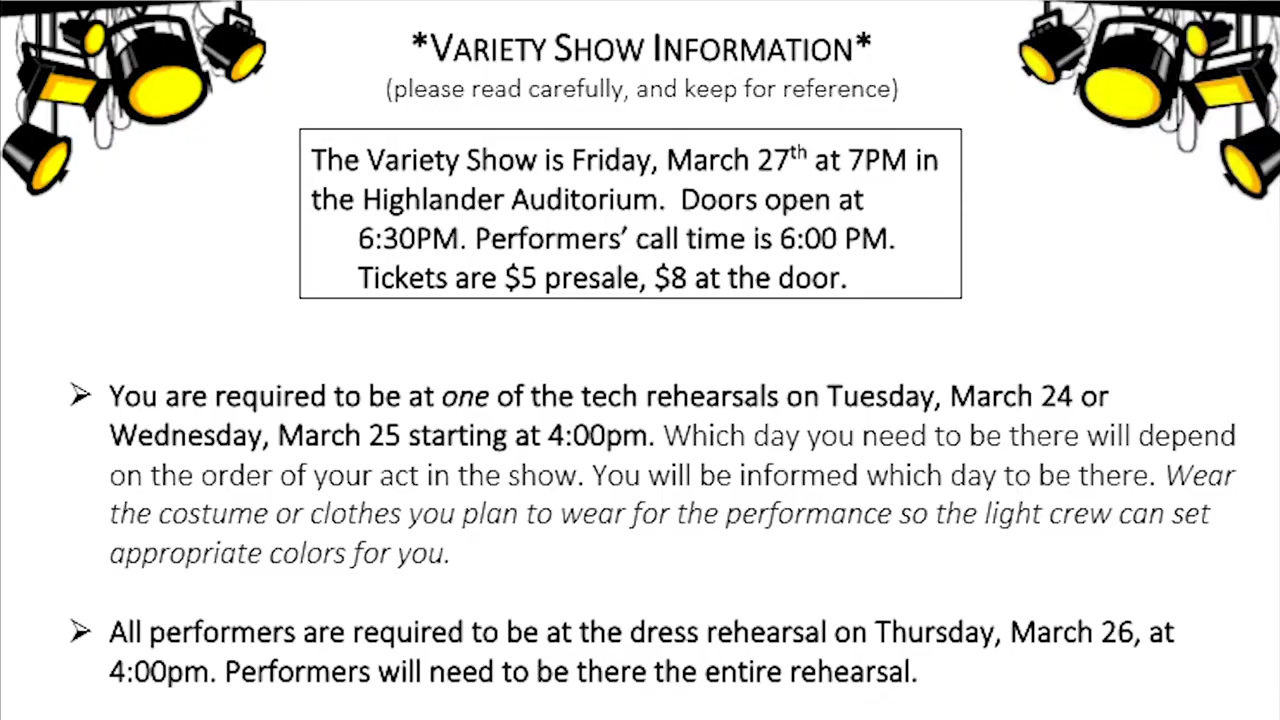 *VARIETY SHOW INFORMATION*
(please read carefully, and keep for reference)
The Variety Show is Friday, March 27th at 7PM in
the Highlander Auditorium. Doors open at
6:30PM. Performers’ call time is 6:00 PM.
Tickets are $5 presale, $8 at the door.
➢ You are required to be at one of the tech rehearsals on Tuesday, March 24 or
Wednesday, March 25 starting at 4:00pm. Which day you need to be there will depend
on the order of your act in the show. You will be informed which day to be there. Wear
the costume or clothes you plan to wear for the performance so the light crew can set
appropriate colors for you.
➢ All performers are required to be at the dress rehearsal on Thursday, March 26, at
4:00pm. Performers will need to be there the entire rehearsal.